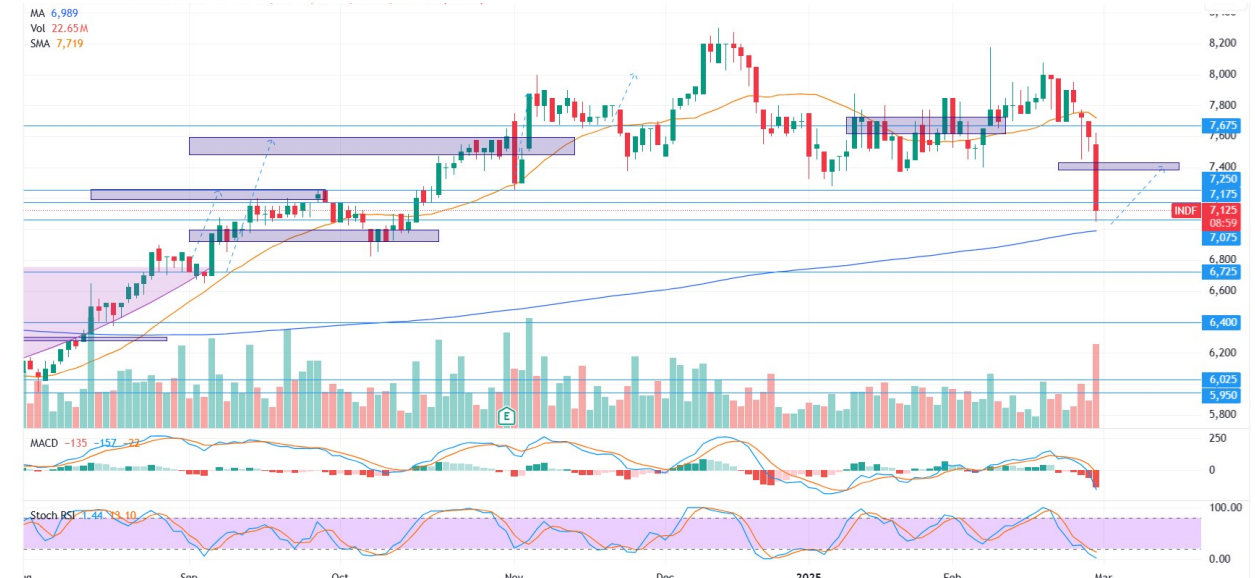 MA 6,989
Vol 22.65M
SMA 7,719
8,200
8,000
7,800
7,675
7,600
7,400
7,250
7,175
INDF 7,125
08:59
7,075
6,800
6,725
6,600
6,400
6,200
6,025
5,950
5,800
E
MACD −135 −157 −22
250
0
Stoch RSI 1.44 13.10
100.00
0.00
Sep Oct Nov Dec 2025 Feb Mar